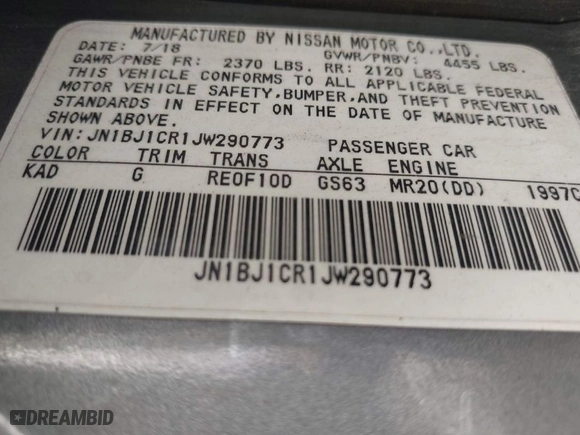 MANUFACTURED BY NISSAN MOTOR CO.,LTD.
DATE: 7/18 GVWR/PNBV: 4455 LBS.
GAWR/PNBE FR: 2370 LBS. RR: 2120 LBS.
THIS VEHICLE CONFORMS TO ALL APPLICABLE FEDERAL
MOTOR VEHICLE SAFETY,BUMPER,AND THEFT PREVENTION
STANDARDS IN EFFECT ON THE DATE OF MANUFACTURE
SHOWN ABOVE.
VIN: JN1BJ1CR1JW290773 PASSENGER CAR
COLOR TRIM TRANS AXLE ENGINE
KAD G RE0F10D GS63 MR20(DD) 1997C
JN1BJ1CR1JW290773
DREAMBID